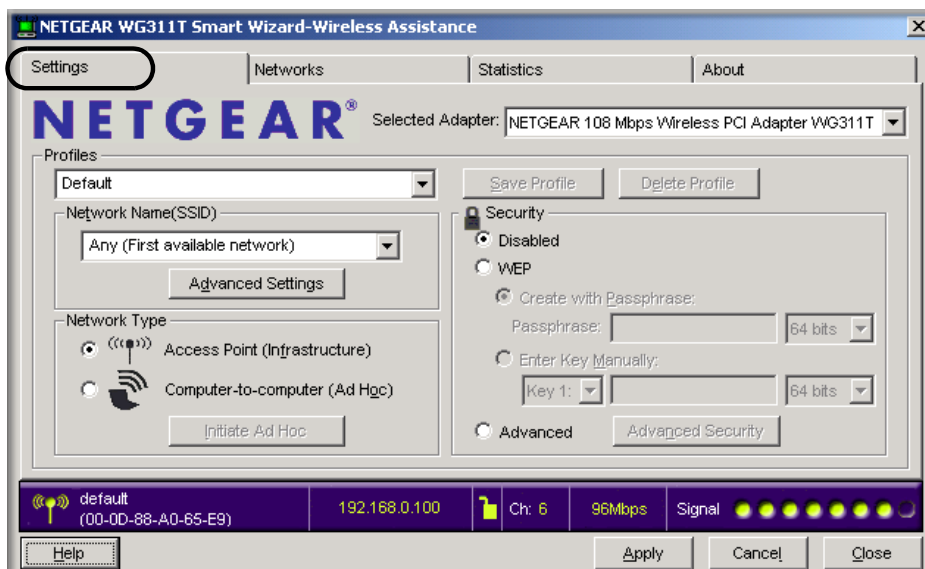 NETGEAR WG311T Smart Wizard-Wireless Assistance
Settings Networks Statistics About
NETGEAR®
Selected Adapter: NETGEAR 108 Mbps Wireless PCI Adapter WG311T
Profiles
Default
Save Profile Delete Profile
Network Name(SSID)
Any (First available network)
Advanced Settings
Network Type
Access Point (Infrastructure)
Computer-to-computer (Ad Hoc)
Initiate Ad Hoc
Security
Disabled
WEP
Create with Passphrase:
Passphrase: 64 bits
Enter Key Manually:
Key 1: 64 bits
Advanced Advanced Security
default
(00-0D-88-A0-65-E9)
192.168.0.100 Ch: 6 96Mbps Signal
Help Apply Cancel Close